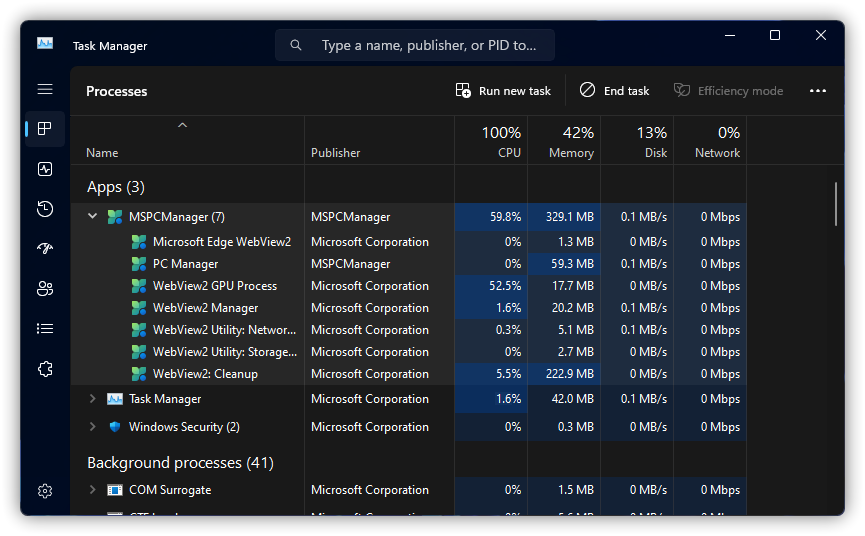 Task Manager
Type a name, publisher, or PID to...
Processes
Run new task
End task
Efficiency mode
100% 42% 13% 0%
Name Publisher CPU Memory Disk Network
Apps (3)
MSPCManager (7) MSPCManager 59.8% 329.1 MB 0.1 MB/s 0 Mbps
Microsoft Edge WebView2 Microsoft Corporation 0% 1.3 MB 0 MB/s 0 Mbps
PC Manager MSPCManager 0% 59.3 MB 0.1 MB/s 0 Mbps
WebView2 GPU Process Microsoft Corporation 52.5% 17.7 MB 0 MB/s 0 Mbps
WebView2 Manager Microsoft Corporation 1.6% 20.2 MB 0.1 MB/s 0 Mbps
WebView2 Utility: Networ... Microsoft Corporation 0.3% 5.1 MB 0.1 MB/s 0 Mbps
WebView2 Utility: Storage... Microsoft Corporation 0% 2.7 MB 0 MB/s 0 Mbps
WebView2: Cleanup Microsoft Corporation 5.5% 222.9 MB 0 MB/s 0 Mbps
Task Manager Microsoft Corporation 1.6% 42.0 MB 0.1 MB/s 0 Mbps
Windows Security (2) Microsoft Corporation 0% 0.3 MB 0 MB/s 0 Mbps
Background processes (41)
COM Surrogate Microsoft Corporation 0% 1.5 MB 0 MB/s 0 Mbps